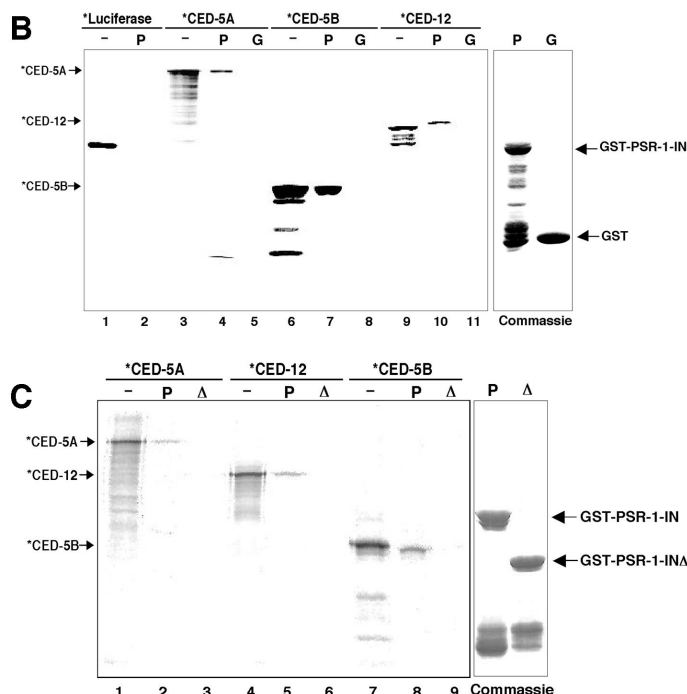 B
*Luciferase *CED-5A *CED-5B *CED-12
– P – P G – P G – P G P G
*CED-5A
*CED-12
GST-PSR-1-IN
*CED-5B
GST
1 2 3 4 5 6 7 8 9 10 11 Commassie
C
*CED-5A *CED-12 *CED-5B
– P Δ – P Δ – P Δ P Δ
*CED-5A
*CED-12
GST-PSR-1-IN
*CED-5B
GST-PSR-1-INΔ
1 2 3 4 5 6 7 8 9 Commassie